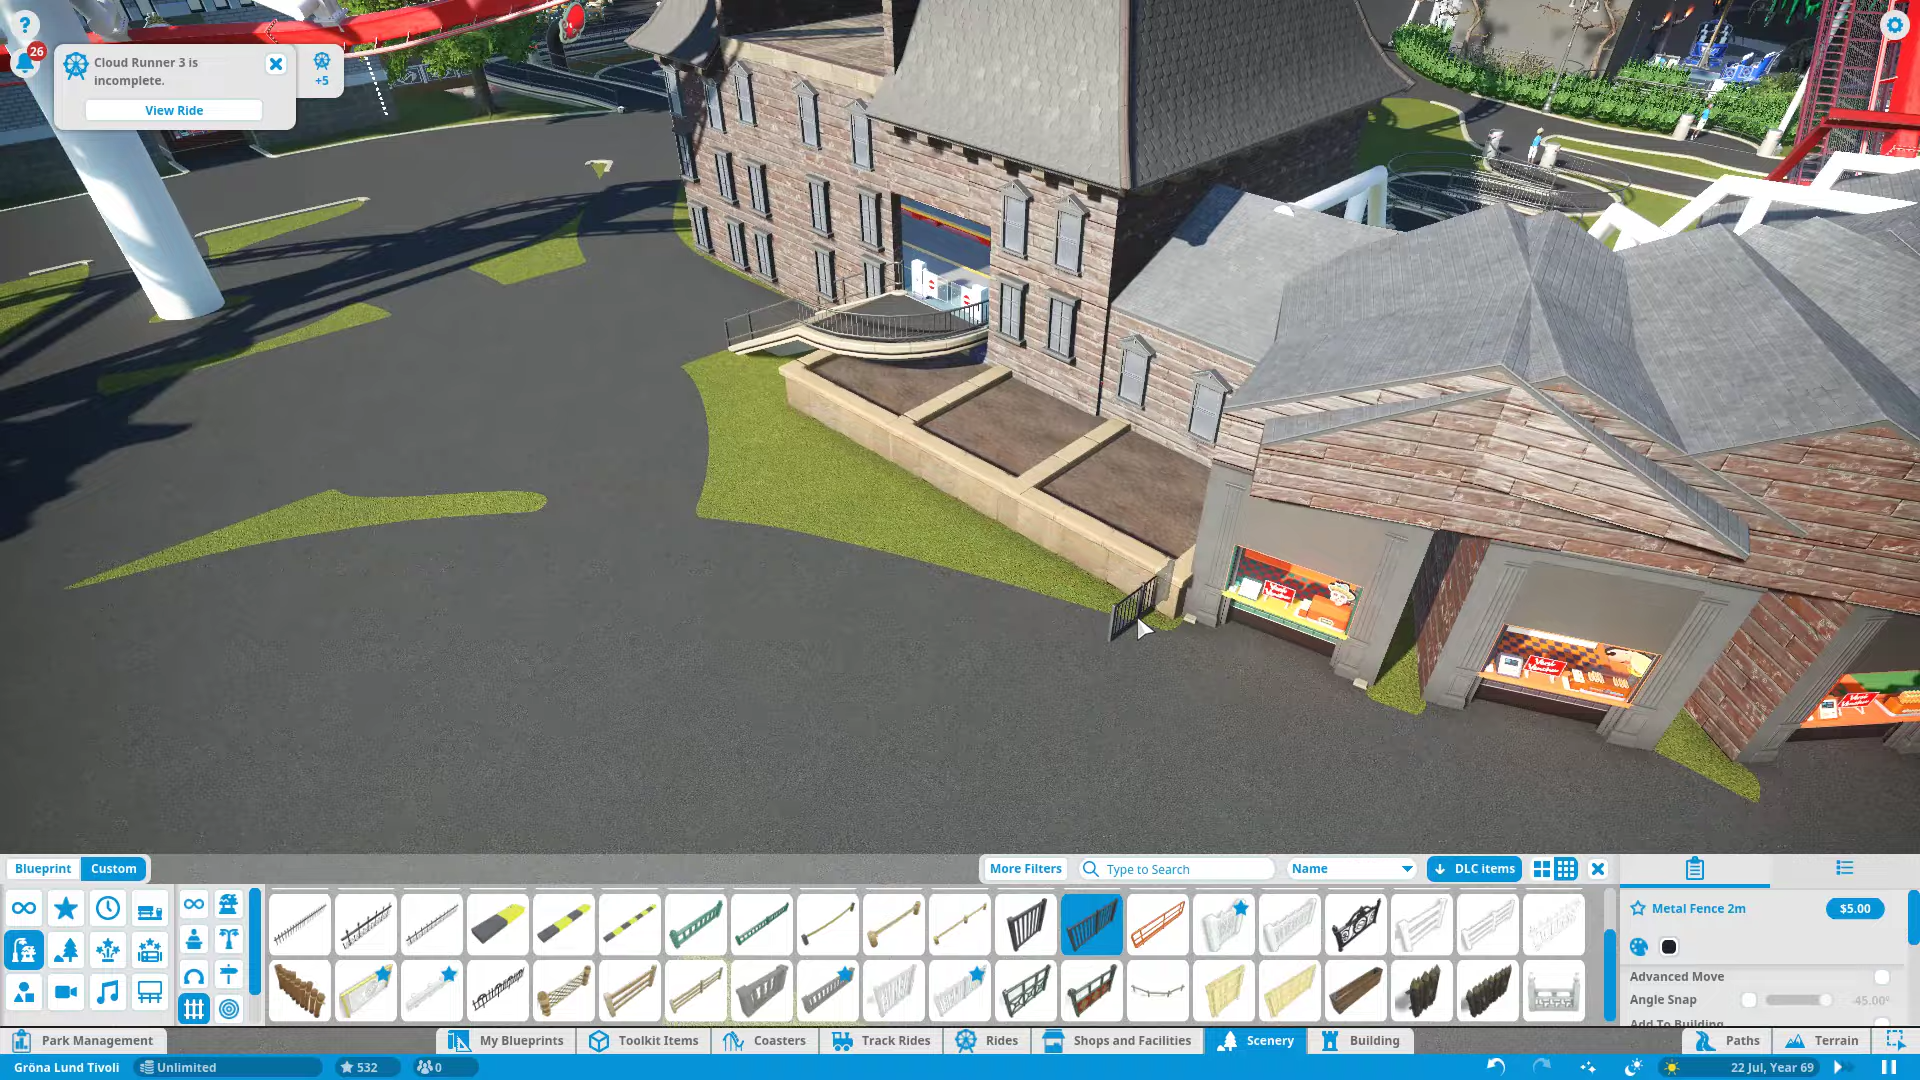 ?
26
Cloud Runner 3 is
incomplete.
+5
View Ride
Blueprint
Custom
More Filters
Type to Search
Name
DLC items
Metal Fence 2m
$5.00
Advanced Move
Angle Snap
-45.00°
Add To Building
Park Management
My Blueprints
Toolkit Items
Coasters
Track Rides
Rides
Shops and Facilities
Scenery
Building
Paths
Terrain
Gröna Lund Tivoli
Unlimited
532
0
22 Jul, Year 69